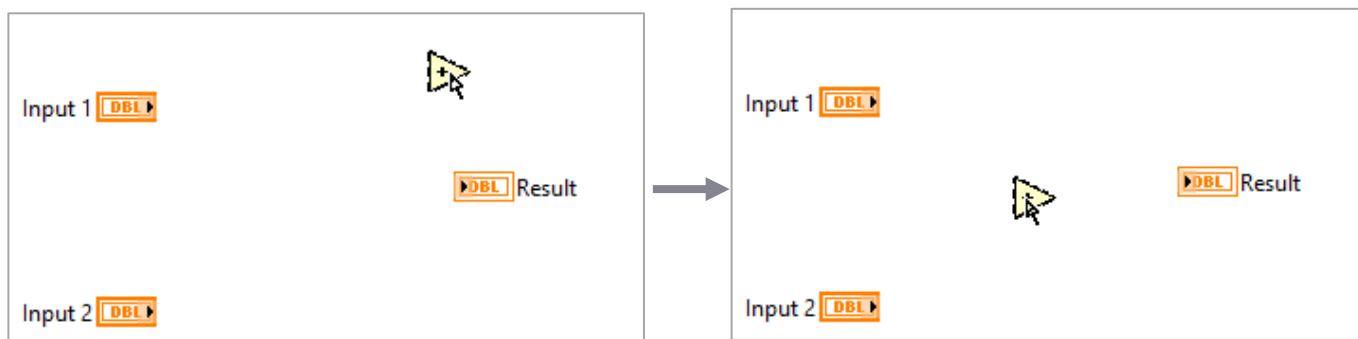 Input 1 DBL
DBL Result
Input 2 DBL
Input 1 DBL
DBL Result
Input 2 DBL